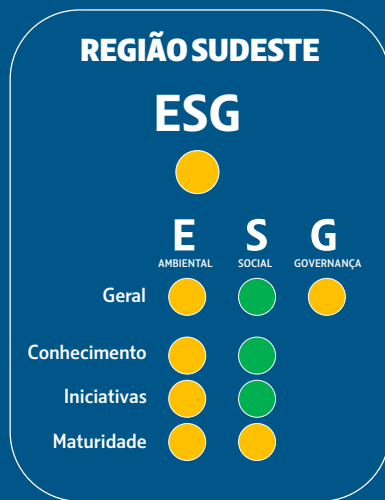 REGIÃO SUDESTE
ESG
E S G
AMBIENTAL SOCIAL GOVERNANÇA
Geral
Conhecimento
Iniciativas
Maturidade